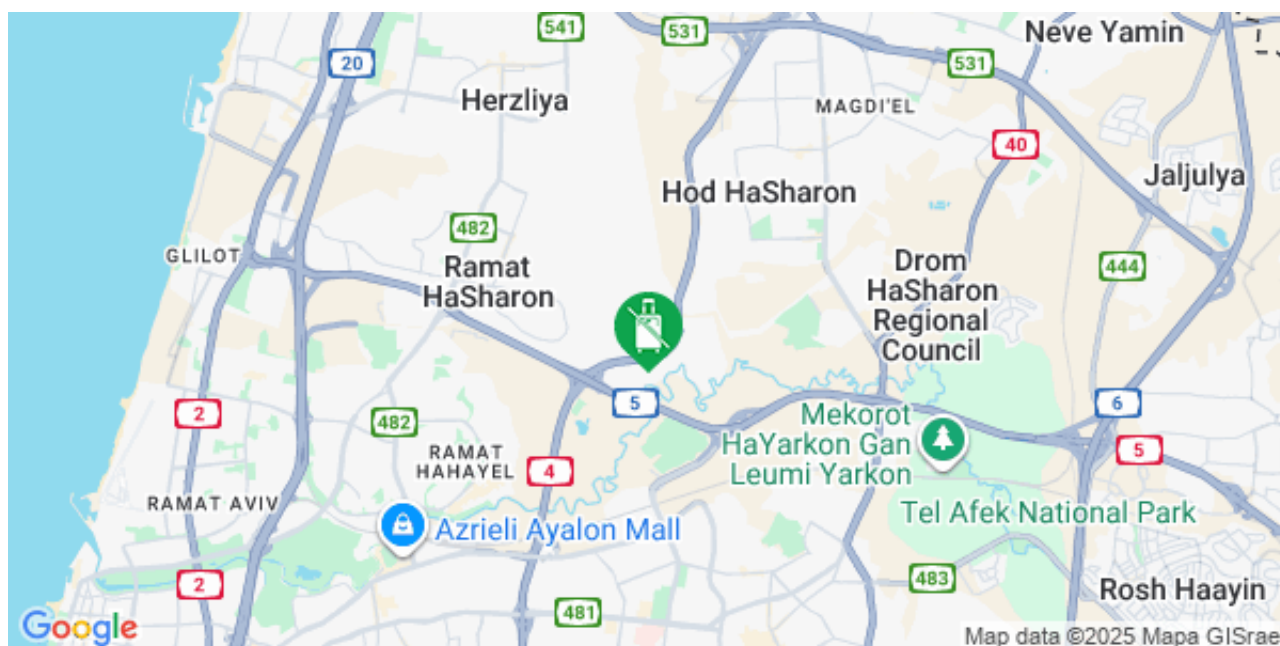 541
531
Neve Yamin
20
531
Herzliya
MAGDI'EL
40
Jaljulya
Hod HaSharon
482
GLILOT
Ramat
HaSharon
Drom
HaSharon
Regional
Council
444
5
6
2
482
Mekorot
HaYarkon Gan
Leumi Yarkon
RAMAT
HAHAYEL
4
5
RAMAT AVIV
Azrieli Ayalon Mall
Tel Afek National Park
2
483
Rosh Haayin
481
Google
Map data ©2025 Mapa GISrae